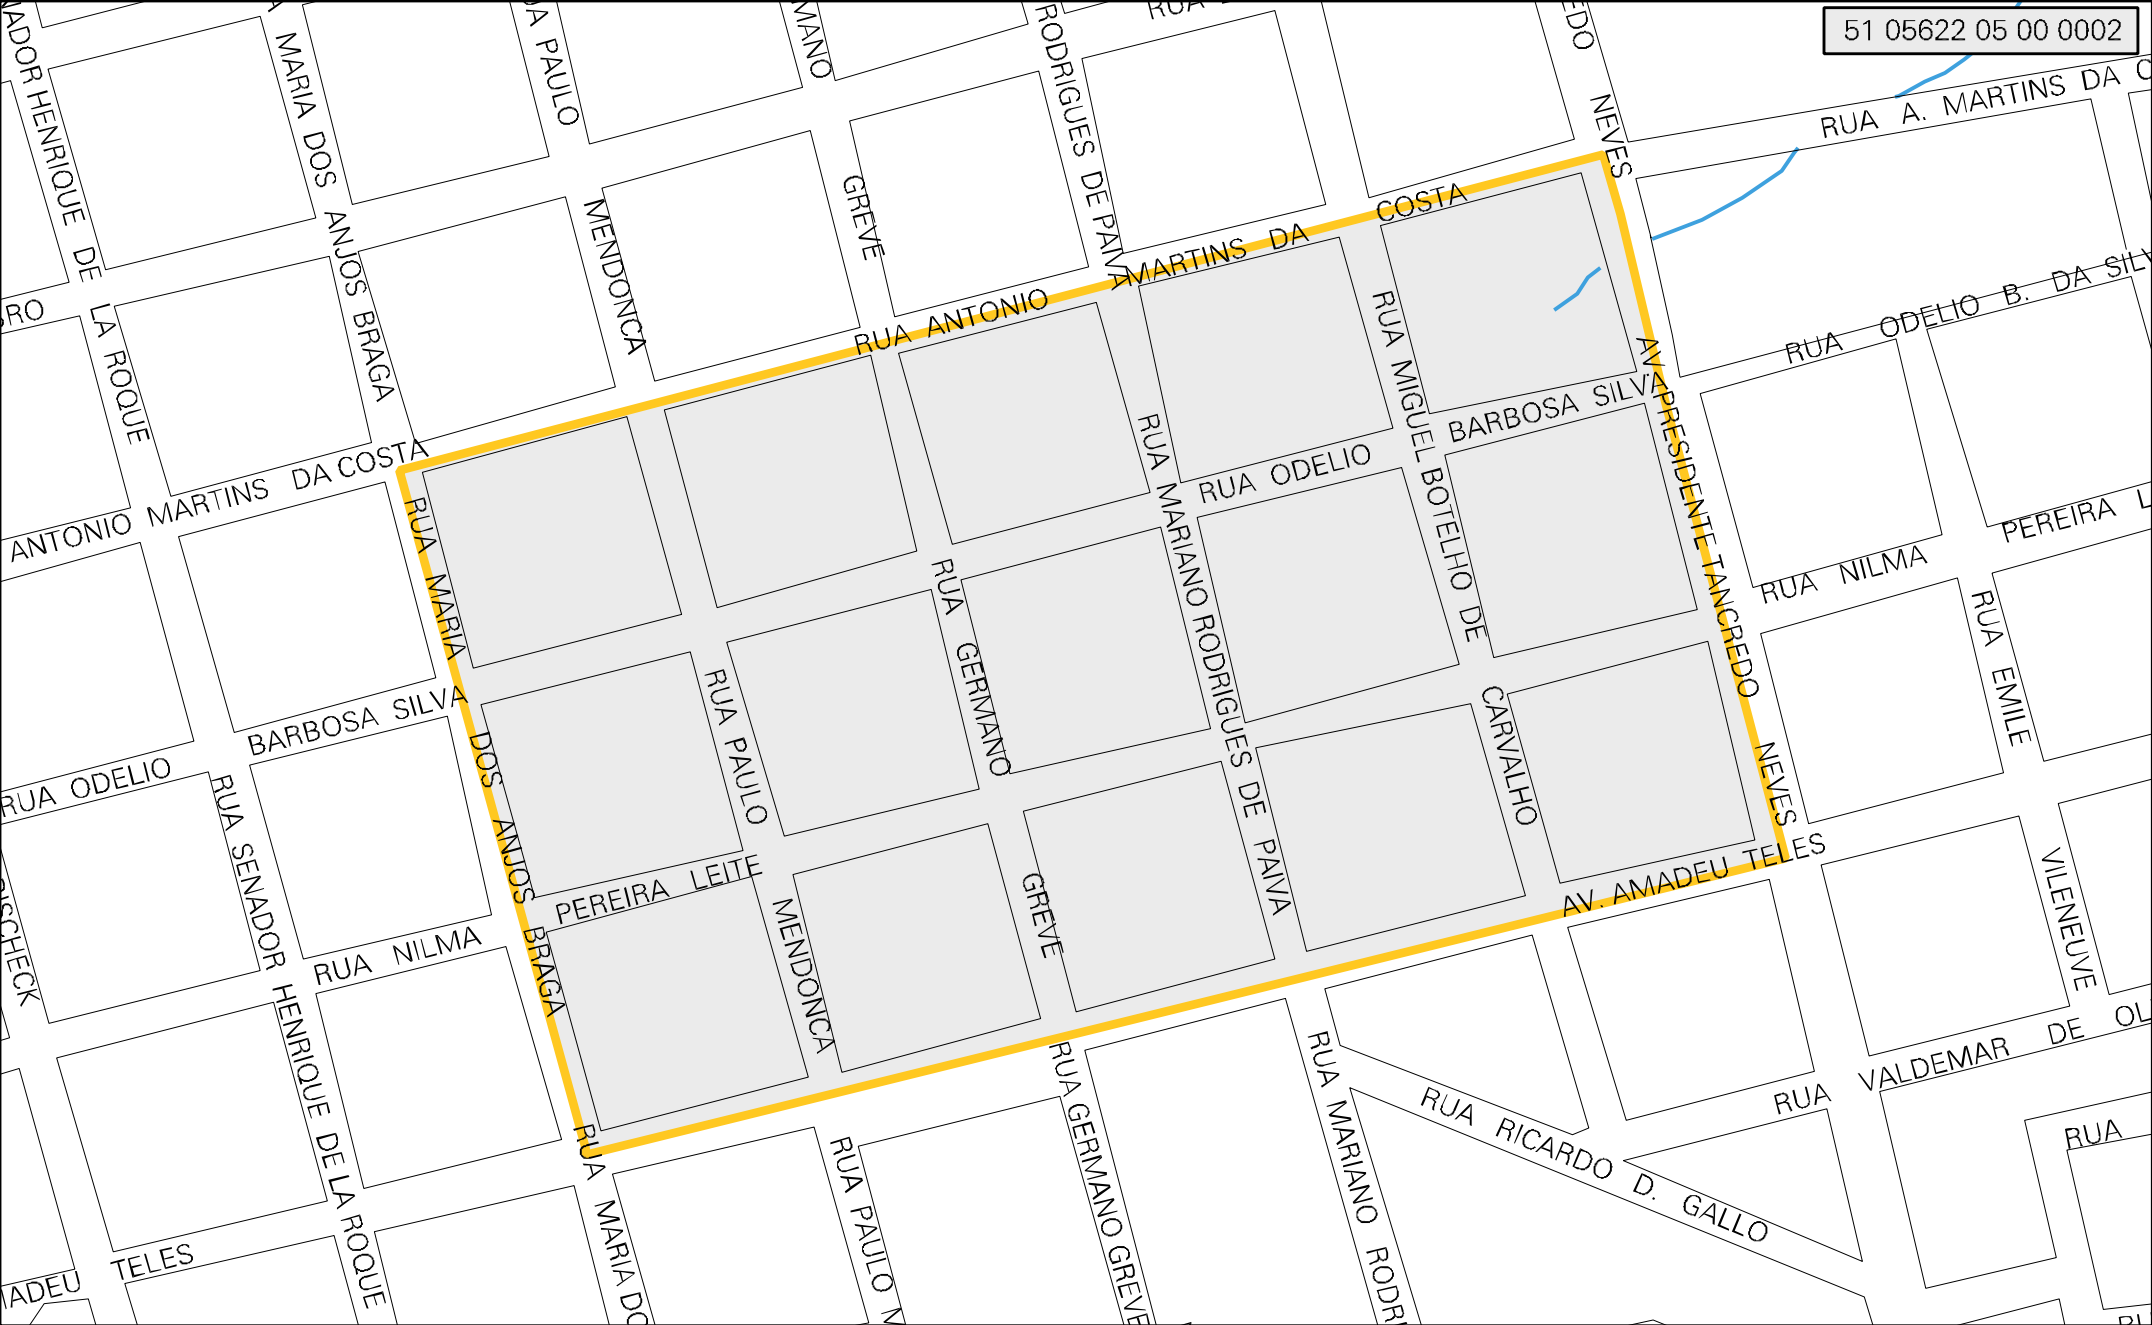 51 05622 05 00 0002
HENRIQUE DE LA ROQUE
MARIA DOS ANJOS BRAGA
PAULO MENDONCA
GREVE
RODRIGUES DE PAIVA
NEVES
RUA A. MARTINS DA
RUA ANTONIO MARTINS DA COSTA
ANTONIO MARTINS DA COSTA
RUA ODELIO B. DA
RUA ODELIO BARBOSA SILVA
RUA ODELIO BARBOSA SILVA
RUA NILMA PEREIRA
RUA NILMA PEREIRA LEITE
RUA MARIA DOS ANJOS BRAGA
RUA PAULO MENDONCA
RUA GERMANO GREVE
RUA MARIANO RODRIGUES DE PAIVA
RUA MIGUEL BOTELHO DE CARVALHO
AV. PRESIDENTE TANCREDO NEVES
RUA EMILE VILENEUVE
RUA SENADOR HENRIQUE DE LA ROQUE
AV. AMADEU TELES
TELES
RUA VALDEMAR DE
RUA RICARDO D. GALLO
RUA
RUA MARIA
RUA PAULO
RUA GERMANO GREVE
RUA MARIANO